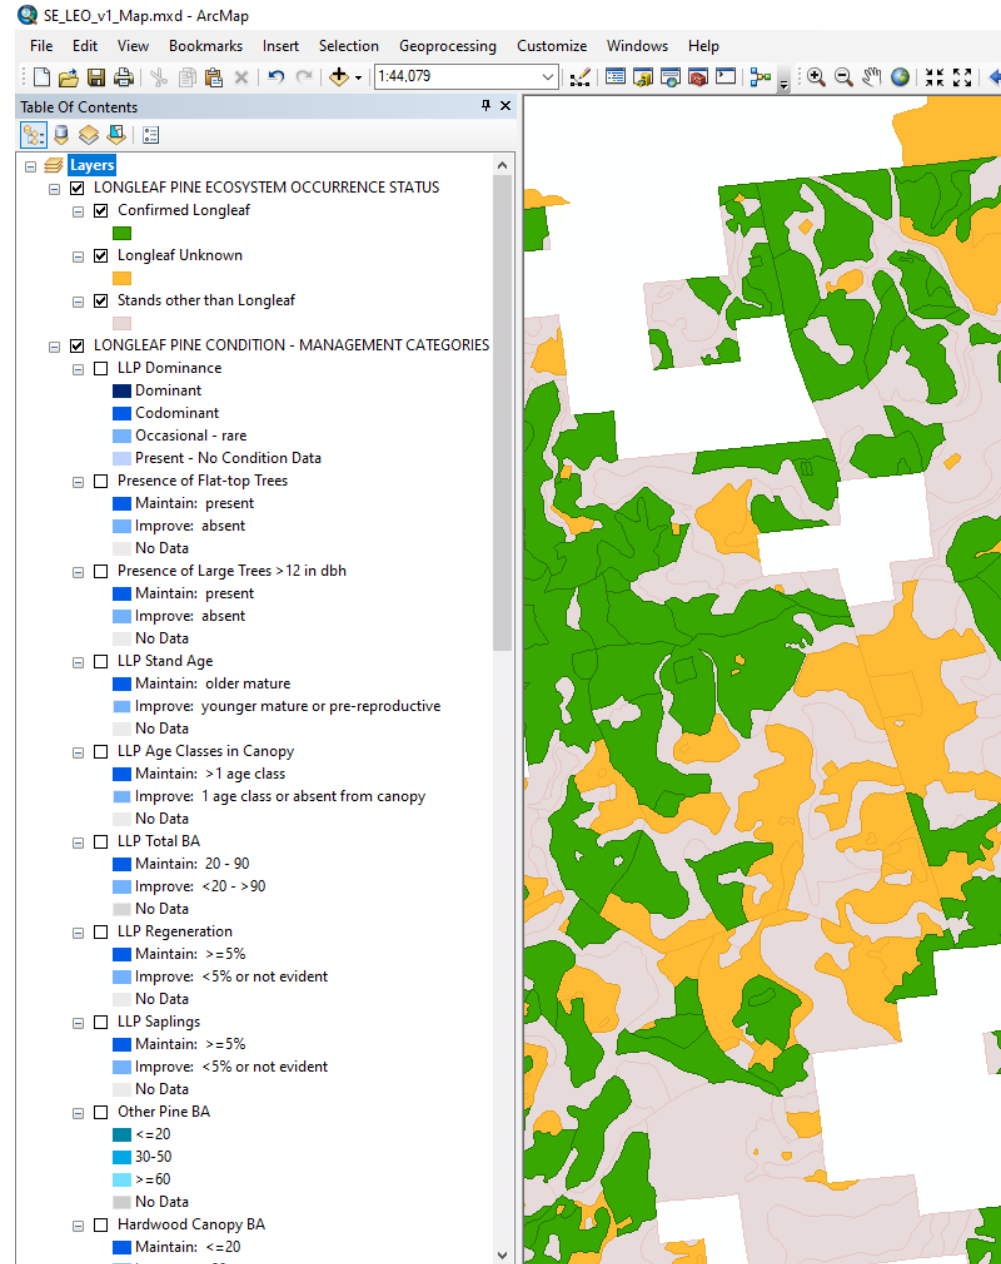 SE_LEO_v1_Map.mxd - ArcMap
File Edit View Bookmarks Insert Selection Geoprocessing Customize Windows Help
1:44,079
Table Of Contents
Layers
LONGLEAF PINE ECOSYSTEM OCCURRENCE STATUS
Confirmed Longleaf
Longleaf Unknown
Stands other than Longleaf
LONGLEAF PINE CONDITION - MANAGEMENT CATEGORIES
LLP Dominance
Dominant
Codominant
Occasional - rare
Present - No Condition Data
Presence of Flat-top Trees
Maintain: present
Improve: absent
No Data
Presence of Large Trees >12 in dbh
Maintain: present
Improve: absent
No Data
LLP Stand Age
Maintain: older mature
Improve: younger mature or pre-reproductive
No Data
LLP Age Classes in Canopy
Maintain: >1 age class
Improve: 1 age class or absent from canopy
No Data
LLP Total BA
Maintain: 20 - 90
Improve: <20 - >90
No Data
LLP Regeneration
Maintain: >=5%
Improve: <5% or not evident
No Data
LLP Saplings
Maintain: >=5%
Improve: <5% or not evident
No Data
Other Pine BA
<=20
30-50
>=60
No Data
Hardwood Canopy BA
Maintain: <=20